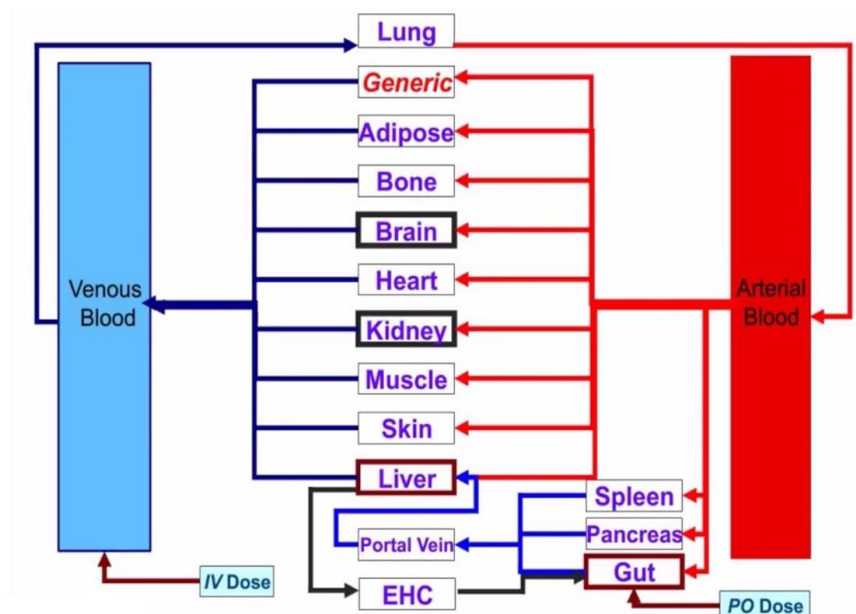 Lung
Generic
Adipose
Bone
Brain
Heart
Kidney
Muscle
Skin
Liver
Portal Vein
EHC
Venous
Blood
Arterial
Blood
Spleen
Pancreas
Gut
IV Dose
PO Dose